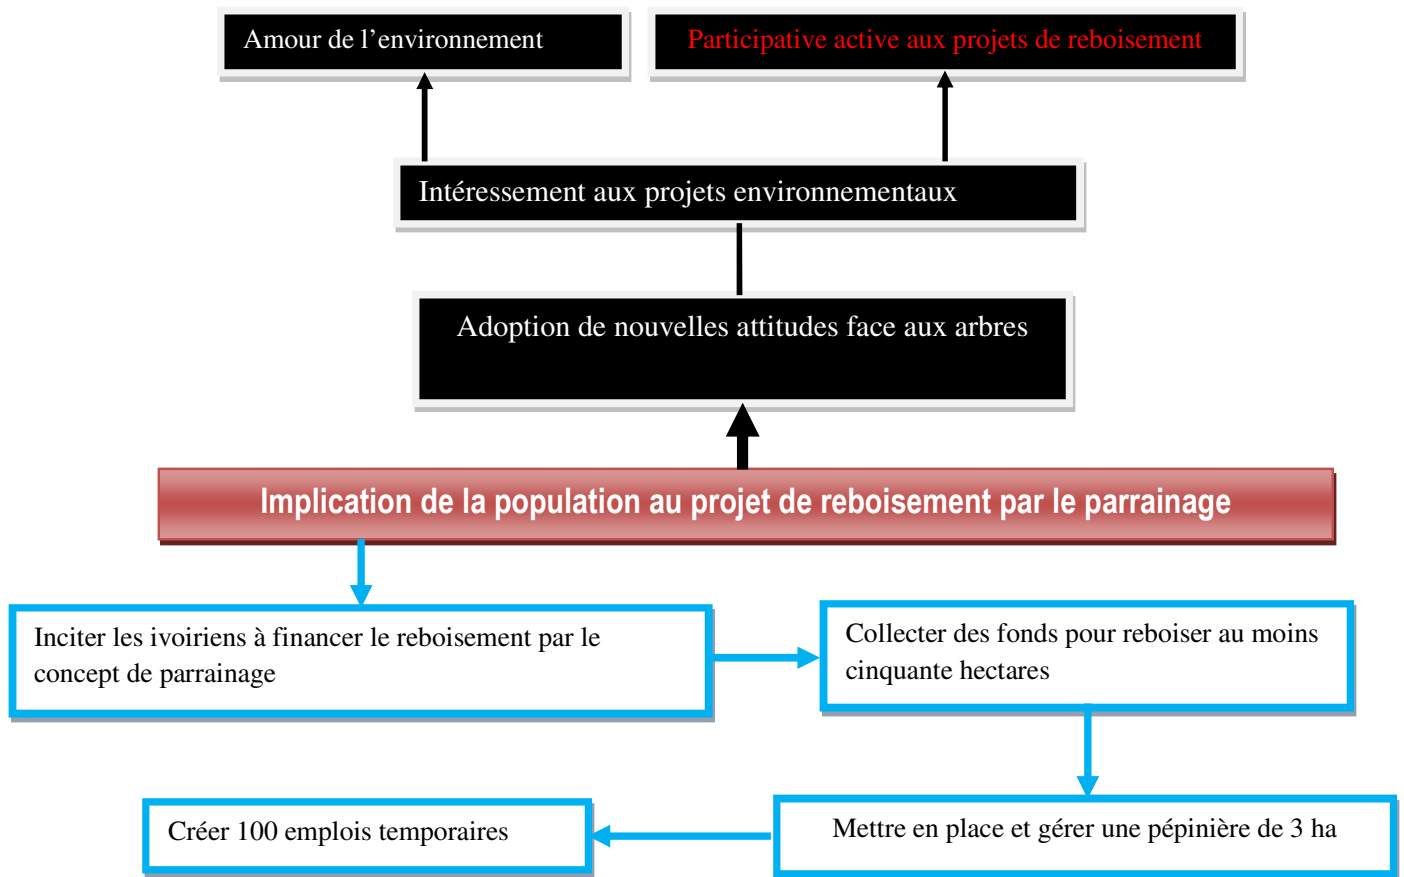 Amour de l’environnement
Participative active aux projets de reboisement
Intéressement aux projets environnementaux
Adoption de nouvelles attitudes face aux arbres
Implication de la population au projet de reboisement par le parrainage
Inciter les ivoiriens à financer le reboisement par le
concept de parrainage
Collecter des fonds pour reboiser au moins
cinquante hectares
Créer 100 emplois temporaires
Mettre en place et gérer une pépinière de 3 ha